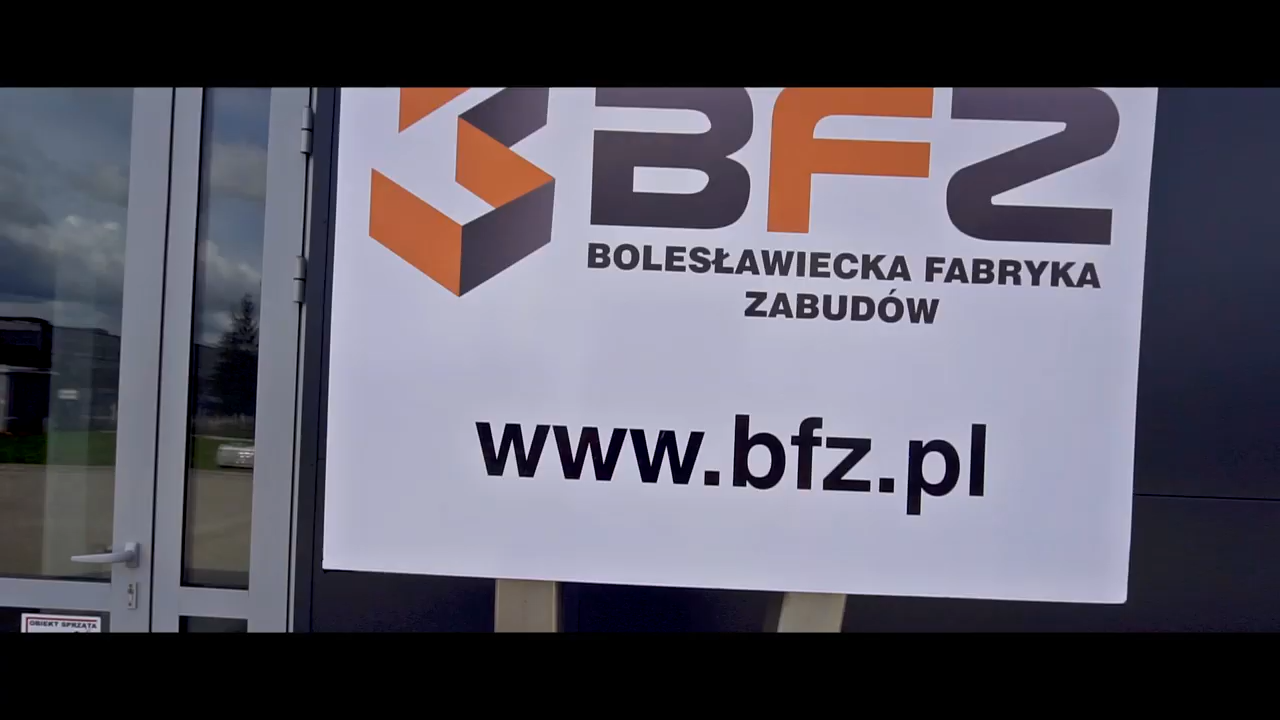 BFZ
BOLESŁAWIECKA FABRYKA
ZABUDÓW
www.bfz.pl
OBIEKT SPRZĄTA